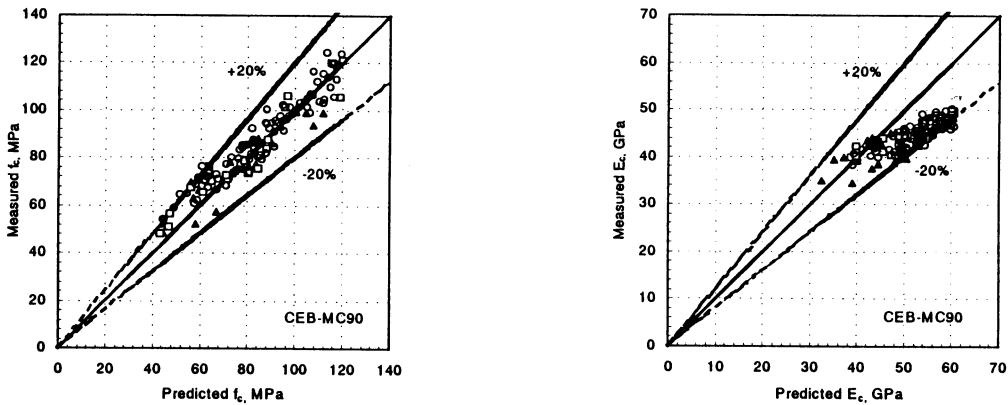 140
120
100
80
60
40
20
0
Measured fc, MPa
+20%
-20%
CEB-MC90
0 20 40 60 80 100 120 140
Predicted fc, MPa
70
60
50
40
30
20
10
0
Measured Ec, GPa
+20%
-20%
CEB-MC90
0 10 20 30 40 50 60 70
Predicted Ec, GPa